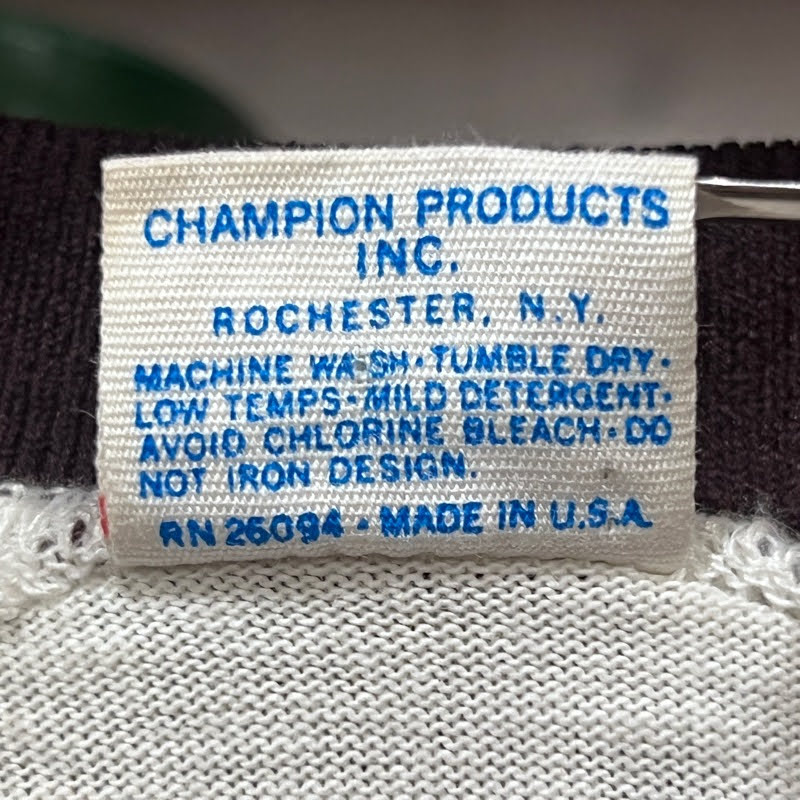 CHAMPION PRODUCTS
INC.
ROCHESTER, N.Y.
MACHINE WASH•TUMBLE DRY•
LOW TEMPS•MILD DETERGENT•
AVOID CHLORINE BLEACH•DO
NOT IRON DESIGN.
RN 26094 • MADE IN U.S.A.